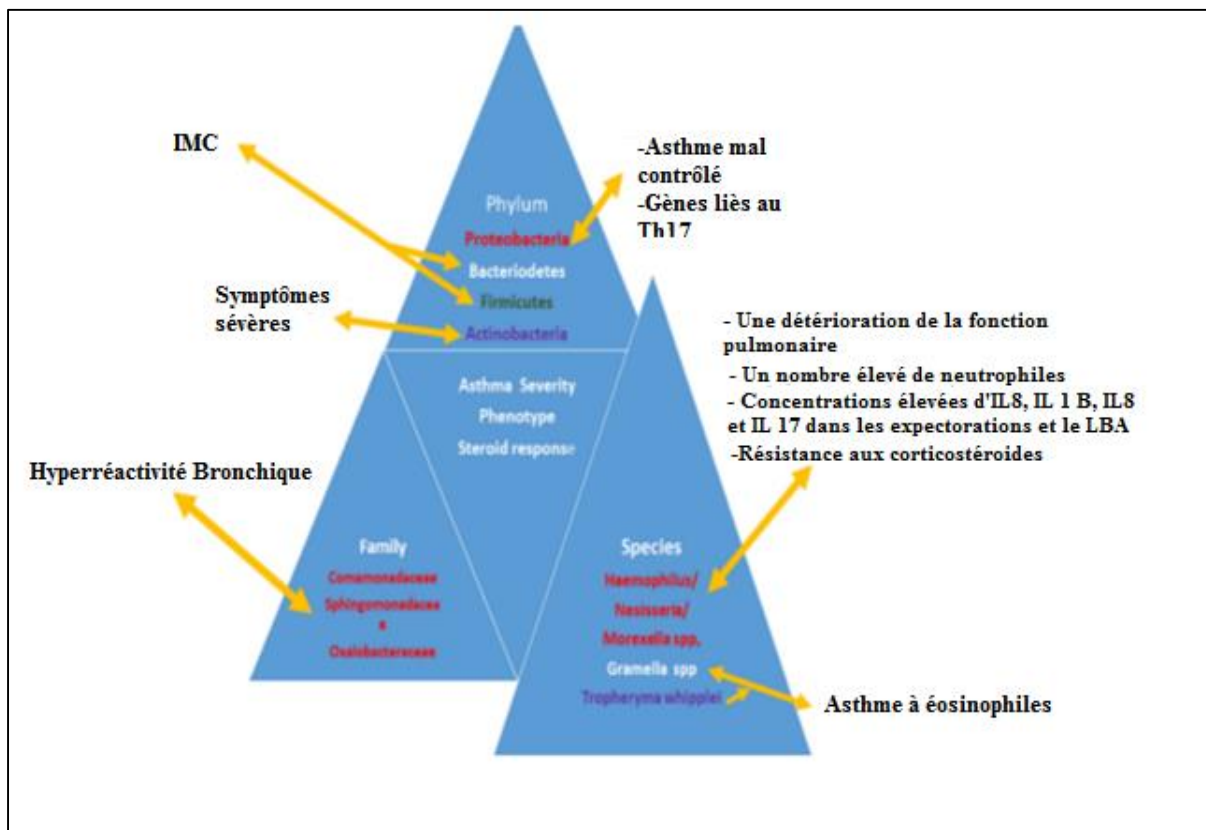 IMC
-Asthme mal
contrôlé
-Gènes liès au
Th17
Phylum
Proteobacteria
Bacteriodetes
Firmicutes
Actinobacteria
Symptômes
sévères
- Une détérioration de la fonction
pulmonaire
- Un nombre élevé de neutrophiles
- Concentrations élevées d'IL8, IL 1 B, IL8
et IL 17 dans les expectorations et le LBA
-Résistance aux corticostéroides
Asthma Severity
Phenotype
Steroid response
Hyperréactivité Bronchique
Family
Comamonadaceae
Sphingomonadacea
e
Oxalobacteraceae
Species
Haemophilus/
Nesisseria/
Morexella spp,
Gramella spp
Tropheryma whipplei
Asthme à éosinophiles